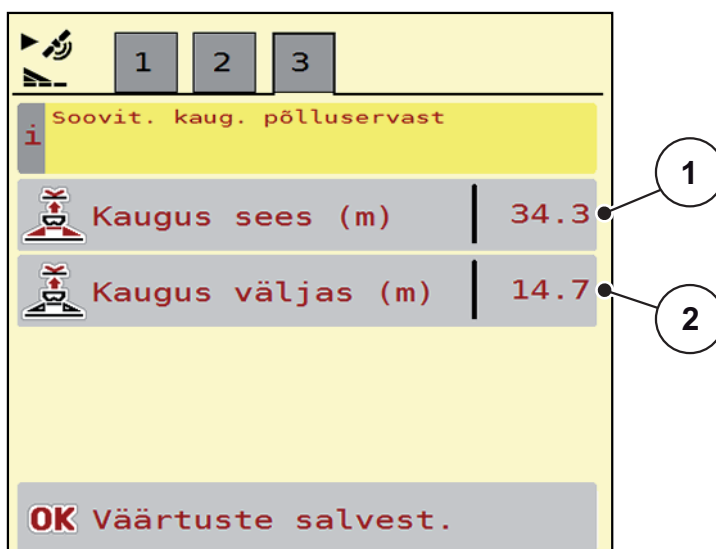 1 2 3
i Soovit. kaug. põlluservast
Kaugus sees (m) 34.3
1
Kaugus väljas (m) 14.7
2
OK Väärtuste salvest.